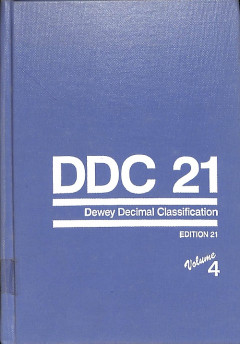 DDC 21
Dewey Decimal Classification
EDITION 21
Volume
4